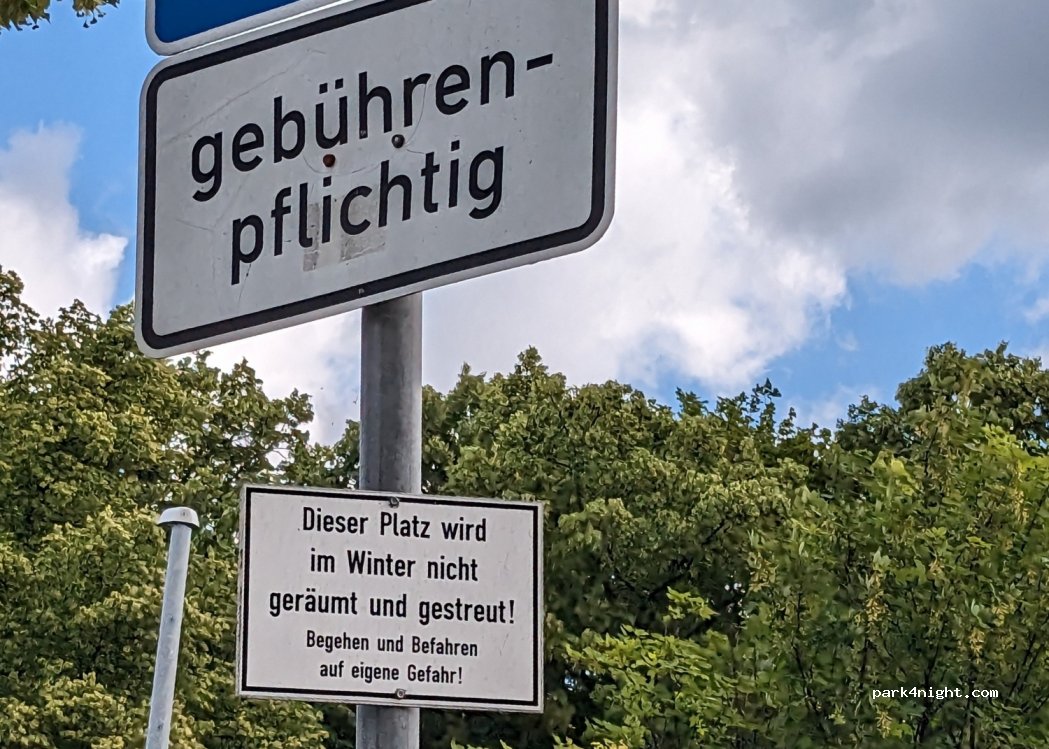 gebühren-
pflichtig
Dieser Platz wird
im Winter nicht
geräumt und gestreut!
Begehen und Befahren
auf eigene Gefahr!
park4night.com